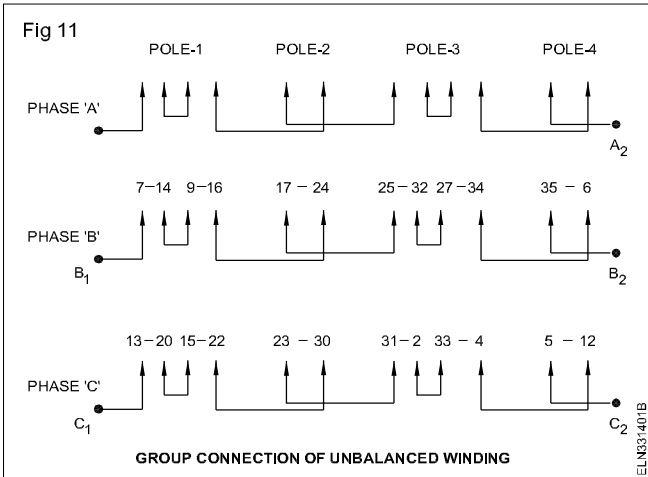 Fig 11
POLE-1 POLE-2 POLE-3 POLE-4
PHASE 'A'
A2
7-14 9-16 17 - 24 25-32 27-34 35 - 6
PHASE 'B'
B1 B2
13-20 15-22 23 - 30 31-2 33 - 4 5 - 12
PHASE 'C'
C1 C2
GROUP CONNECTION OF UNBALANCED WINDING
ELN331401B